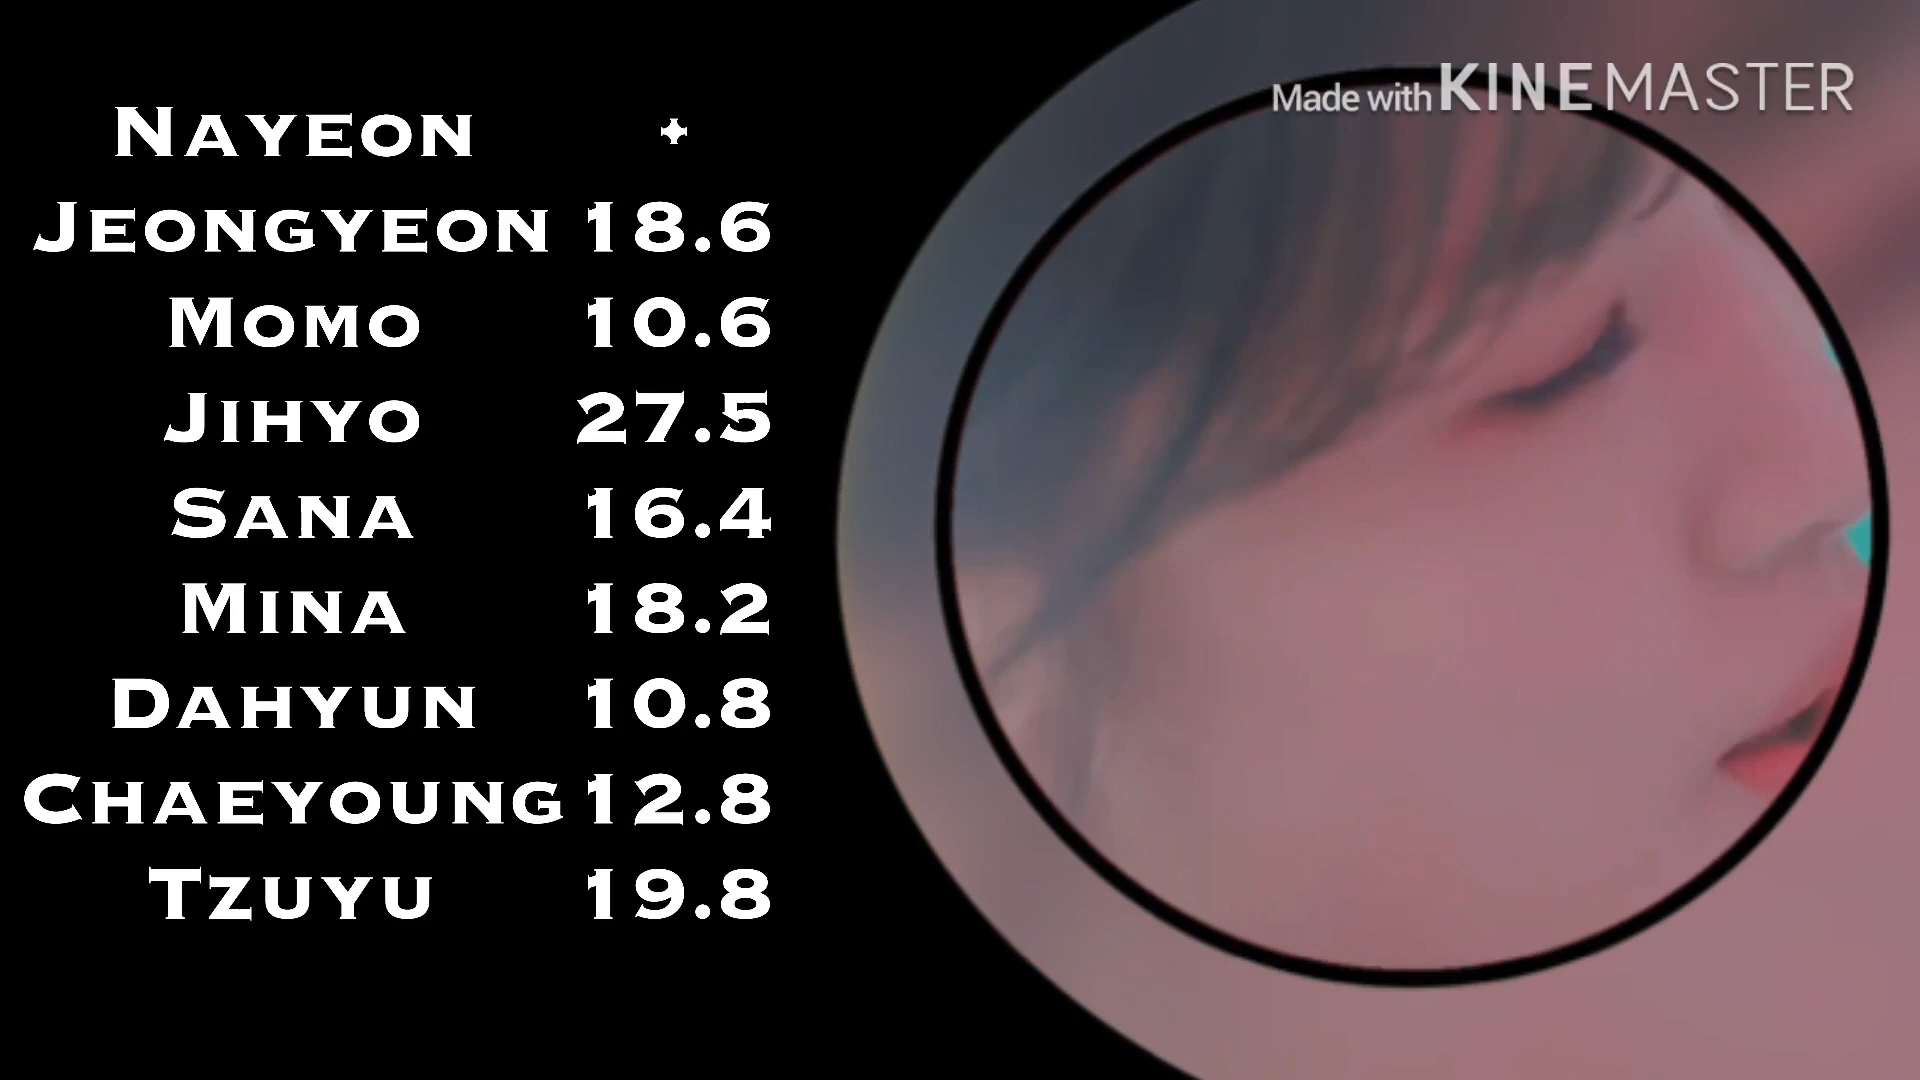 Made with KINEMASTER
Nayeon +
Jeongyeon 18.6
Momo 10.6
Jihyo 27.5
Sana 16.4
Mina 18.2
Dahyun 10.8
Chaeyoung 12.8
Tzuyu 19.8